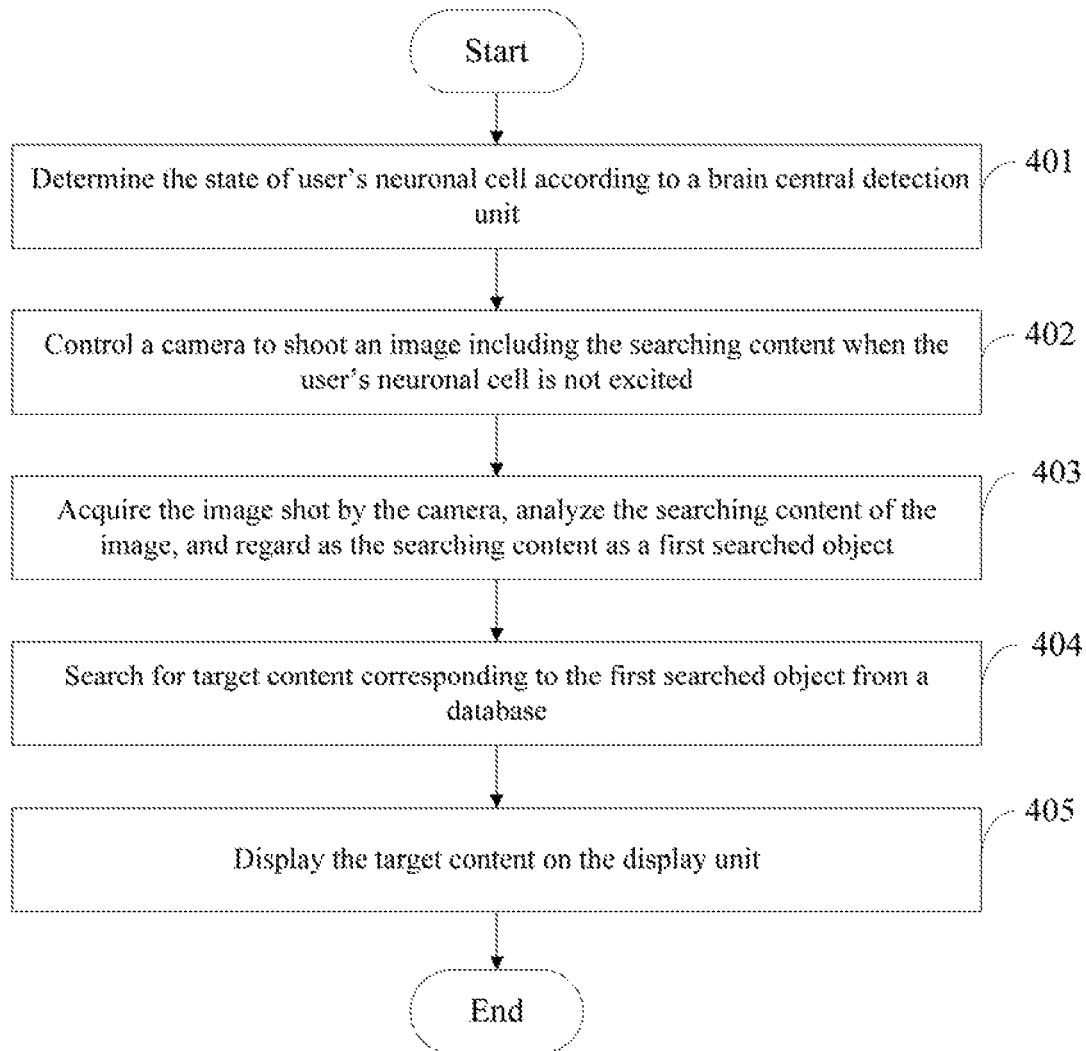 Start
Determine the state of user's neuronal cell according to a brain central detection
unit
401
Control a camera to shoot an image including the searching content when the
user's neuronal cell is not excited
402
Acquire the image shot by the camera, analyze the searching content of the
image, and regard as the searching content as a first searched object
403
Search for target content corresponding to the first searched object from a
database
404
Display the target content on the display unit
405
End